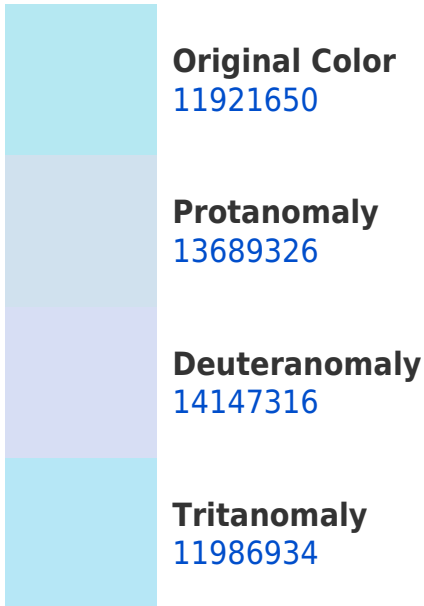 Original Color
11921650
Protanomaly
13689326
Deuteranomaly
14147316
Tritanomaly
11986934